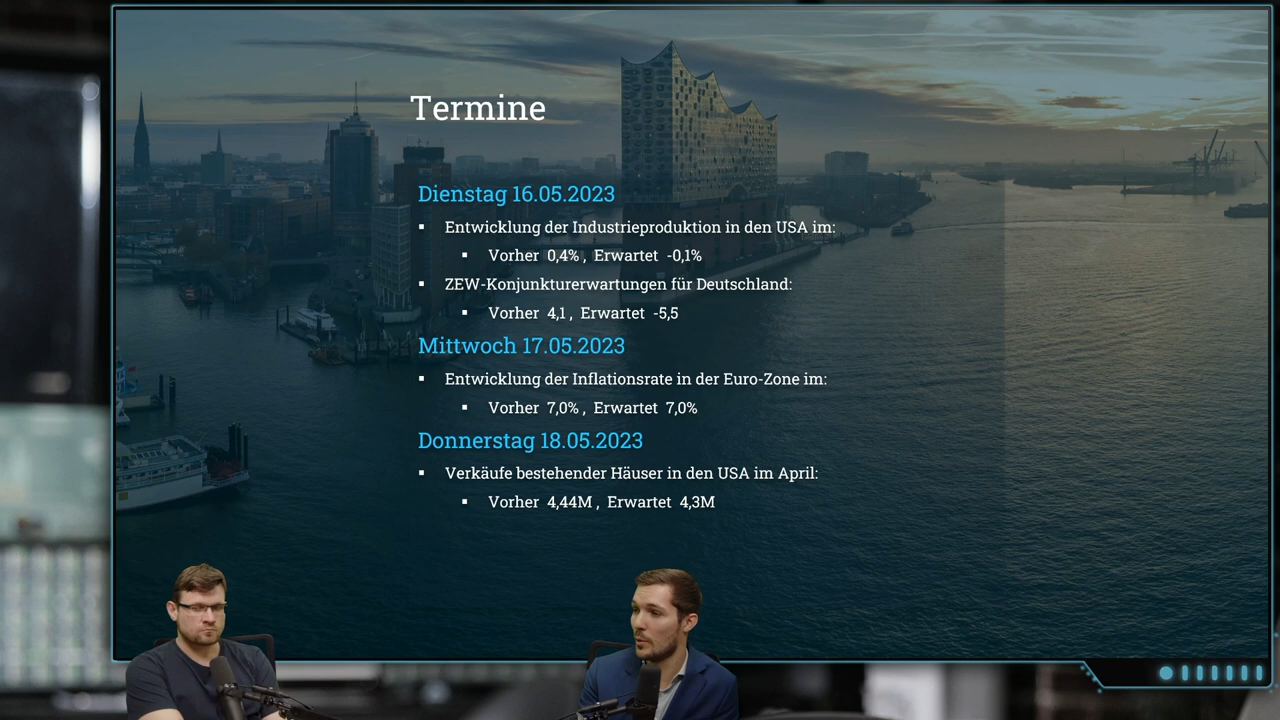 Termine
Dienstag 16.05.2023
▪ Entwicklung der Industrieproduktion in den USA im:
▪ Vorher 0,4% , Erwartet -0,1%
▪ ZEW-Konjunkturerwartungen für Deutschland:
▪ Vorher 4,1 , Erwartet -5,5
Mittwoch 17.05.2023
▪ Entwicklung der Inflationsrate in der Euro-Zone im:
▪ Vorher 7,0% , Erwartet 7,0%
Donnerstag 18.05.2023
▪ Verkäufe bestehender Häuser in den USA im April:
▪ Vorher 4,44M , Erwartet 4,3M